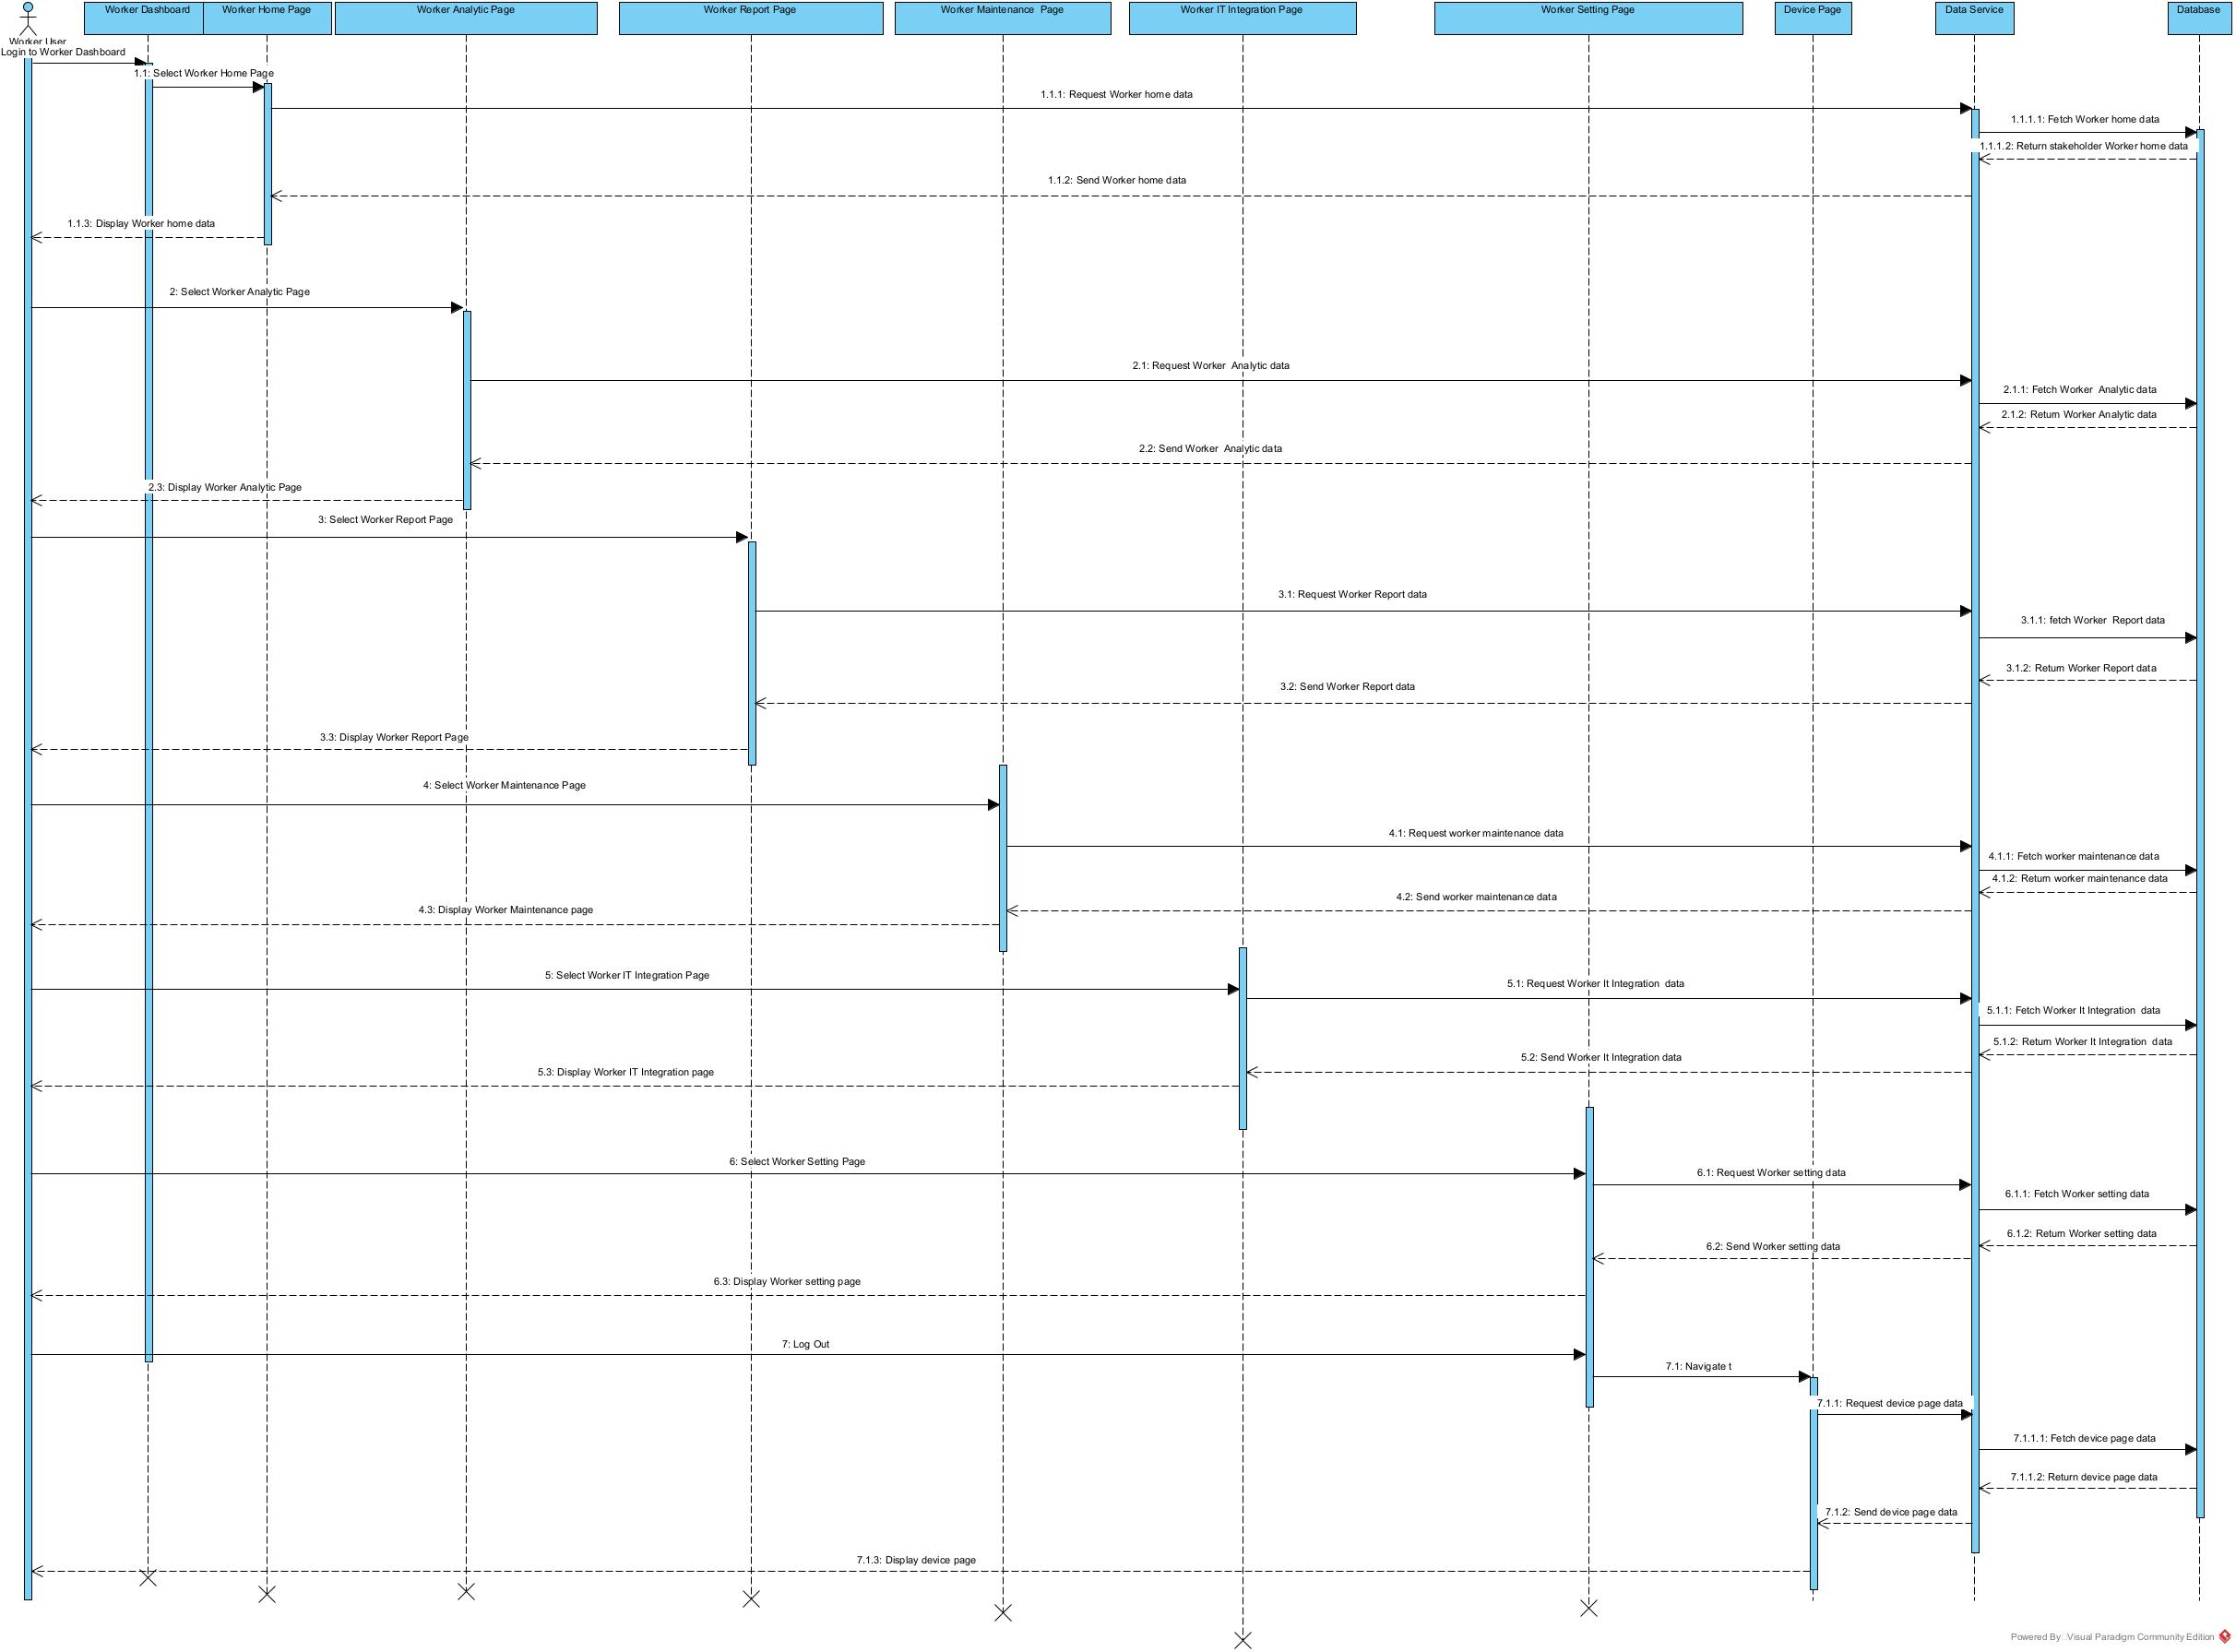 Worker Dashboard
Worker Home Page
Worker Analytic Page
Worker Report Page
Worker Maintenance  Page
Worker IT Integration Page
Worker Setting Page
Device Page
Data Service
Database
Worker User
Login to Worker Dashboard
1.1: Select Worker Home Page
1.1.1: Request Worker home data
1.1.1.1: Fetch Worker home data
1.1.1.2: Return stakeholder Worker home data
1.1.2: Send Worker home data
1.1.3: Display Worker home data
2: Select Worker Analytic Page
2.1: Request Worker  Analytic data
2.1.1: Fetch Worker  Analytic data
2.1.2: Return Worker Analytic data
2.2: Send Worker  Analytic data
2.3: Display Worker Analytic Page
3: Select Worker Report Page
3.1: Request Worker Report data
3.1.1: fetch Worker  Report data
3.1.2: Return Worker Report data
3.2: Send Worker Report data
3.3: Display Worker Report Page
4: Select Worker Maintenance Page
4.1: Request worker maintenance data
4.1.1: Fetch worker maintenance data
4.1.2: Return worker maintenance data
4.2: Send worker maintenance data
4.3: Display Worker Maintenance page
5: Select Worker IT Integration Page
5.1: Request Worker It Integration  data
5.1.1: Fetch Worker It Integration  data
5.1.2: Return Worker It Integration  data
5.2: Send Worker It Integration data
5.3: Display Worker IT Integration page
6: Select Worker Setting Page
6.1: Request Worker setting data
6.1.1: Fetch Worker setting data
6.1.2: Return Worker setting data
6.2: Send Worker setting data
6.3: Display Worker setting page
7: Log Out
7.1: Navigate t
7.1.1: Request device page data
7.1.1.1: Fetch device page data
7.1.1.2: Return device page data
7.1.2: Send device page data
7.1.3: Display device page
Powered By Visual Paradigm Community Edition